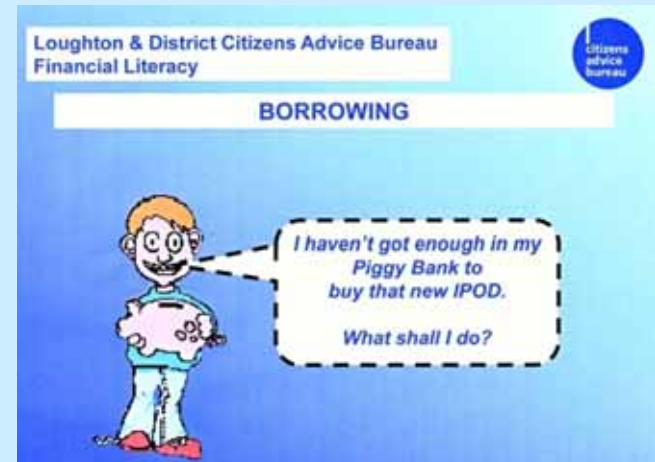 Loughton & District Citizens Advice Bureau
Financial Literacy
citizens
advice
bureau
BORROWING
I haven't got enough in my
Piggy Bank to
buy that new IPOD.
What shall I do?